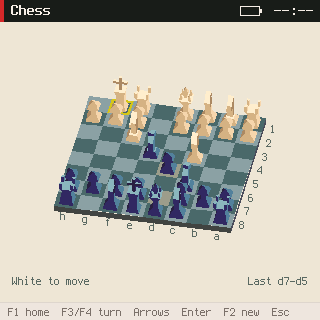 Chess --:--
1
2
3
4
5
6
7
8
h g f e d c b a
White to move Last d7-d5
F1 home F3/F4 turn Arrows Enter F2 new Esc